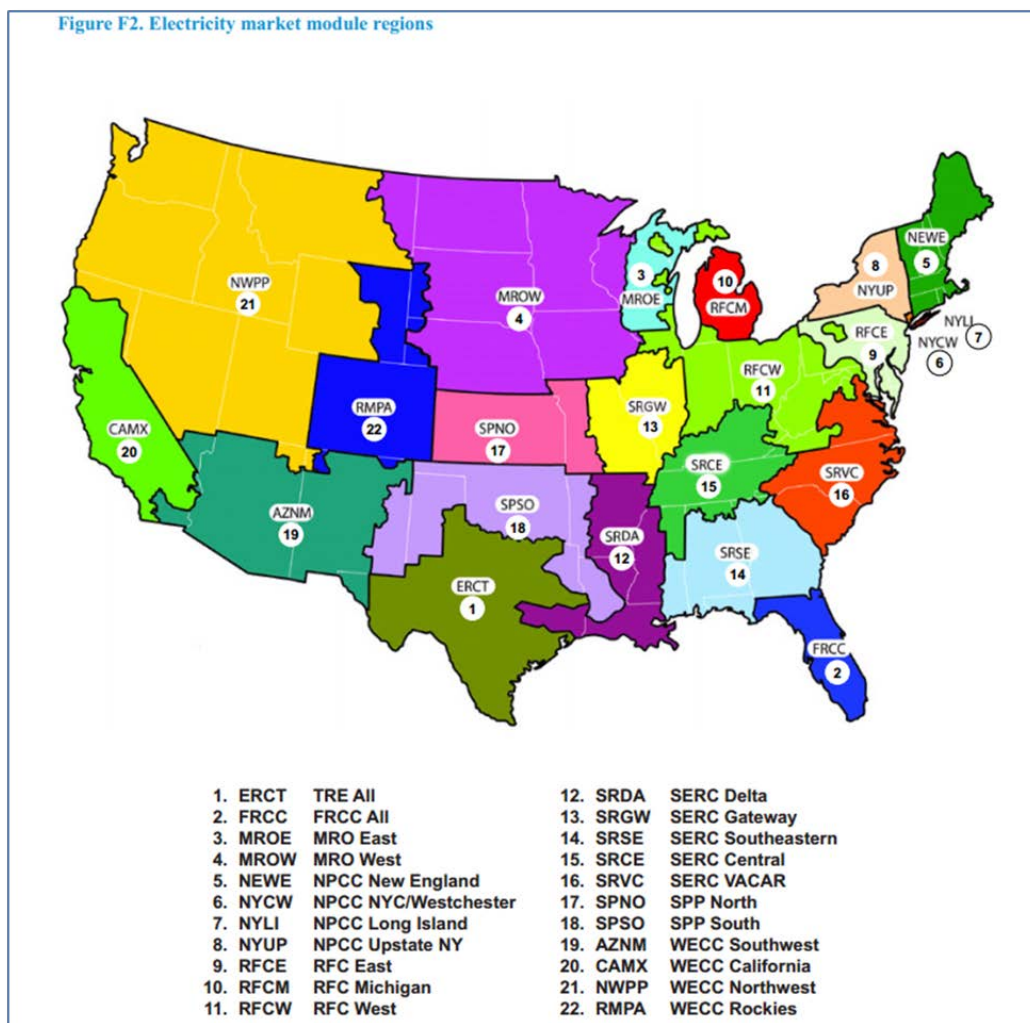 Figure F2. Electricity market module regions
NWPP
21
MROW
4
3
MROE
10
RFCM
8
NYUP
NEWE
5
NYLI
7
NYCW
6
RFCE
9
RFCW
11
CAMX
20
RMPA
22
SPNO
17
SRGW
13
SRCE
15
SRVC
16
AZNM
19
SPSO
18
SRDA
12
SRSE
14
ERCT
1
FRCC
2
1. ERCT TRE All
2. FRCC FRCC All
3. MROE MRO East
4. MROW MRO West
5. NEWE NPCC New England
6. NYCW NPCC NYC/Westchester
7. NYLI NPCC Long Island
8. NYUP NPCC Upstate NY
9. RFCE RFC East
10. RFCM RFC Michigan
11. RFCW RFC West
12. SRDA SERC Delta
13. SRGW SERC Gateway
14. SRSE SERC Southeastern
15. SRCE SERC Central
16. SRVC SERC VACAR
17. SPNO SPP North
18. SPSO SPP South
19. AZNM WECC Southwest
20. CAMX WECC California
21. NWPP WECC Northwest
22. RMPA WECC Rockies